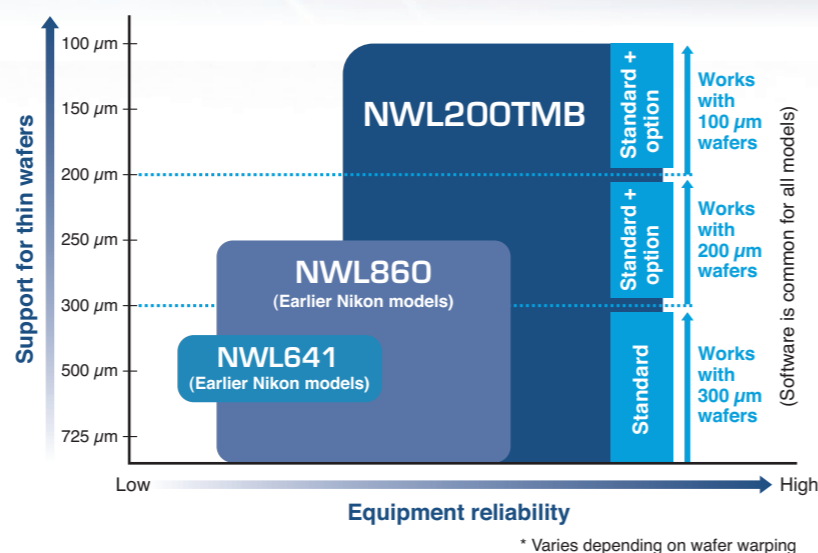 Support for thin wafers
100 µm
150 µm
200 µm
250 µm
300 µm
500 µm
725 µm
NWL200TMB
NWL860
(Earlier Nikon models)
NWL641
(Earlier Nikon models)
Standard +
option
Standard +
option
Standard
Works
with
100 µm
wafers
Works
with
200 µm
wafers
Works
with
300 µm
wafers
(Software is common for all models)
Low
High
Equipment reliability
* Varies depending on wafer warping